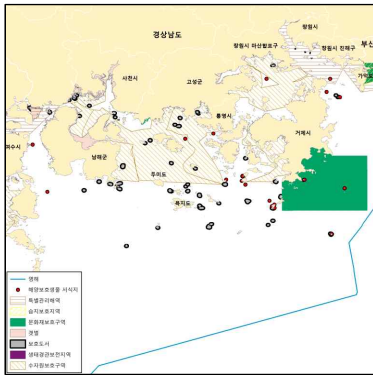 경상남도
창원시
창원시 마산합포구
창원시 진해구
부산
가덕도
사천시
고성군
통영시
거제시
여수시
남해군
두미도
욕지도
영해
해양보호생물 서식지
특별관리해역
습지보호지역
문화재보호구역
갯벌
보호도서
생태경관보전지역
수자원보호구역